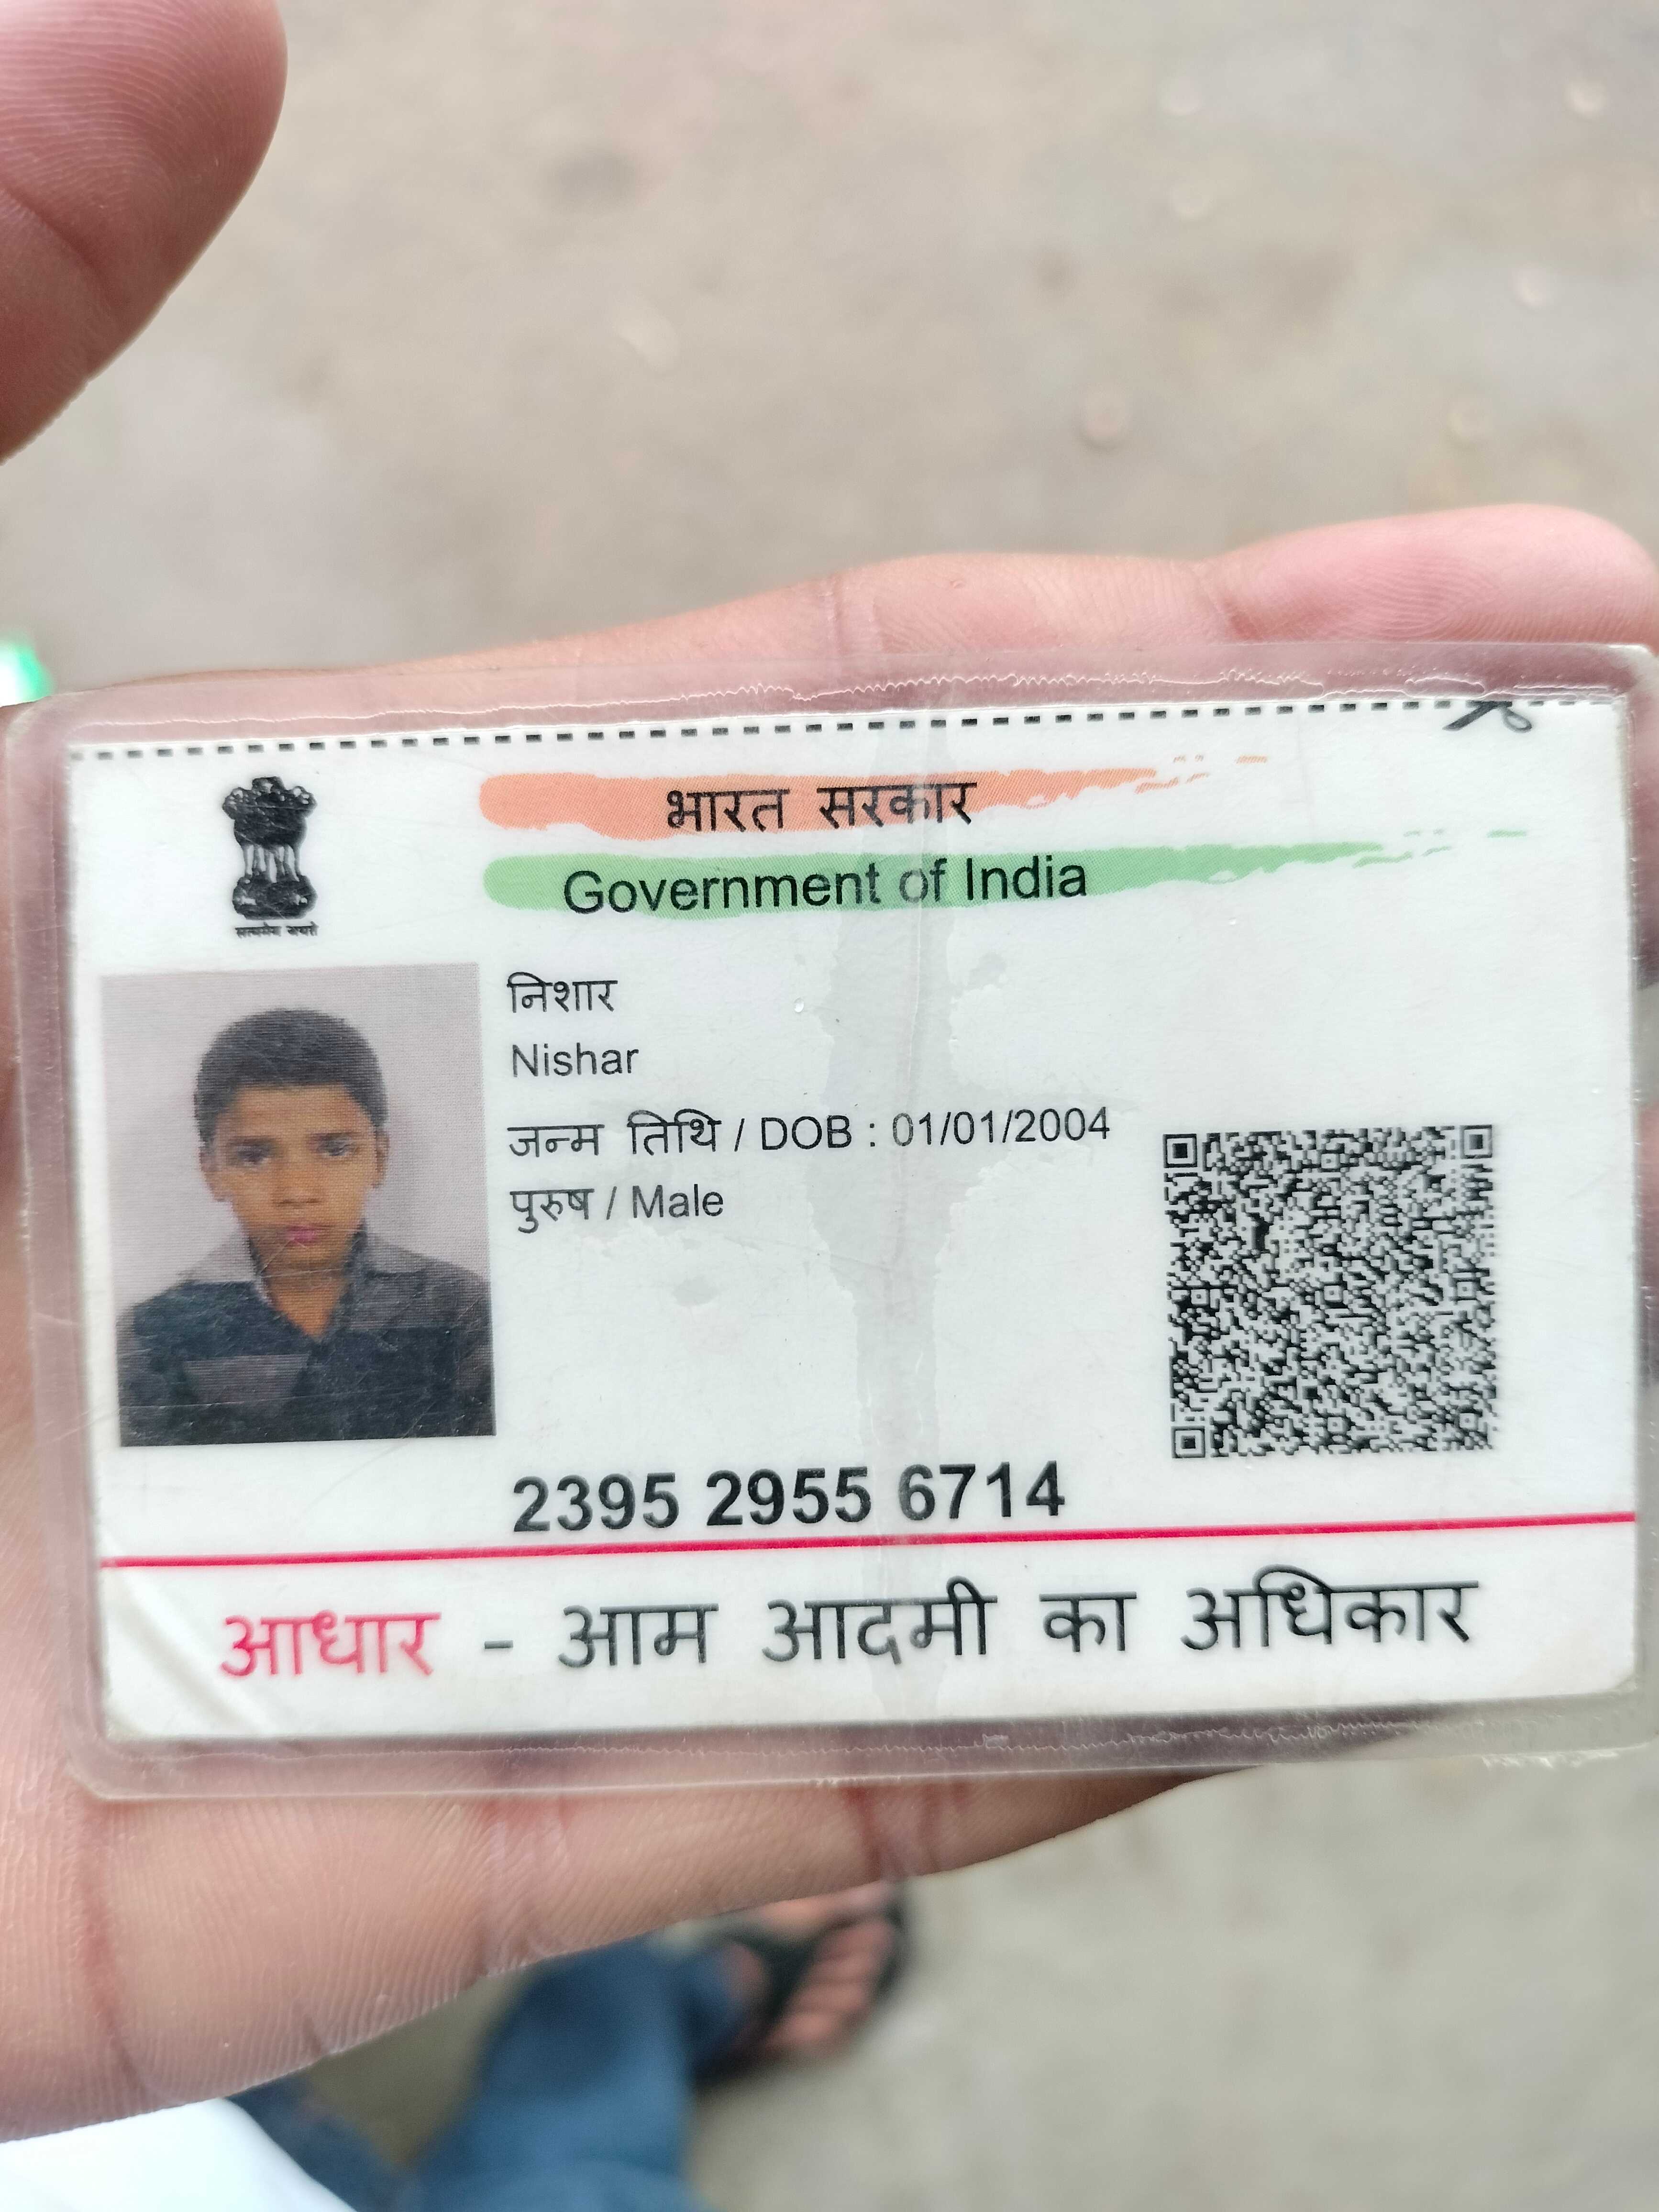 भारत सरकार
Government of India
सत्यमेव जयते
निशार
Nishar
जन्म तिथि / DOB : 01/01/2004
पुरुष / Male
2395 2955 6714
आधार - आम आदमी का अधिकार